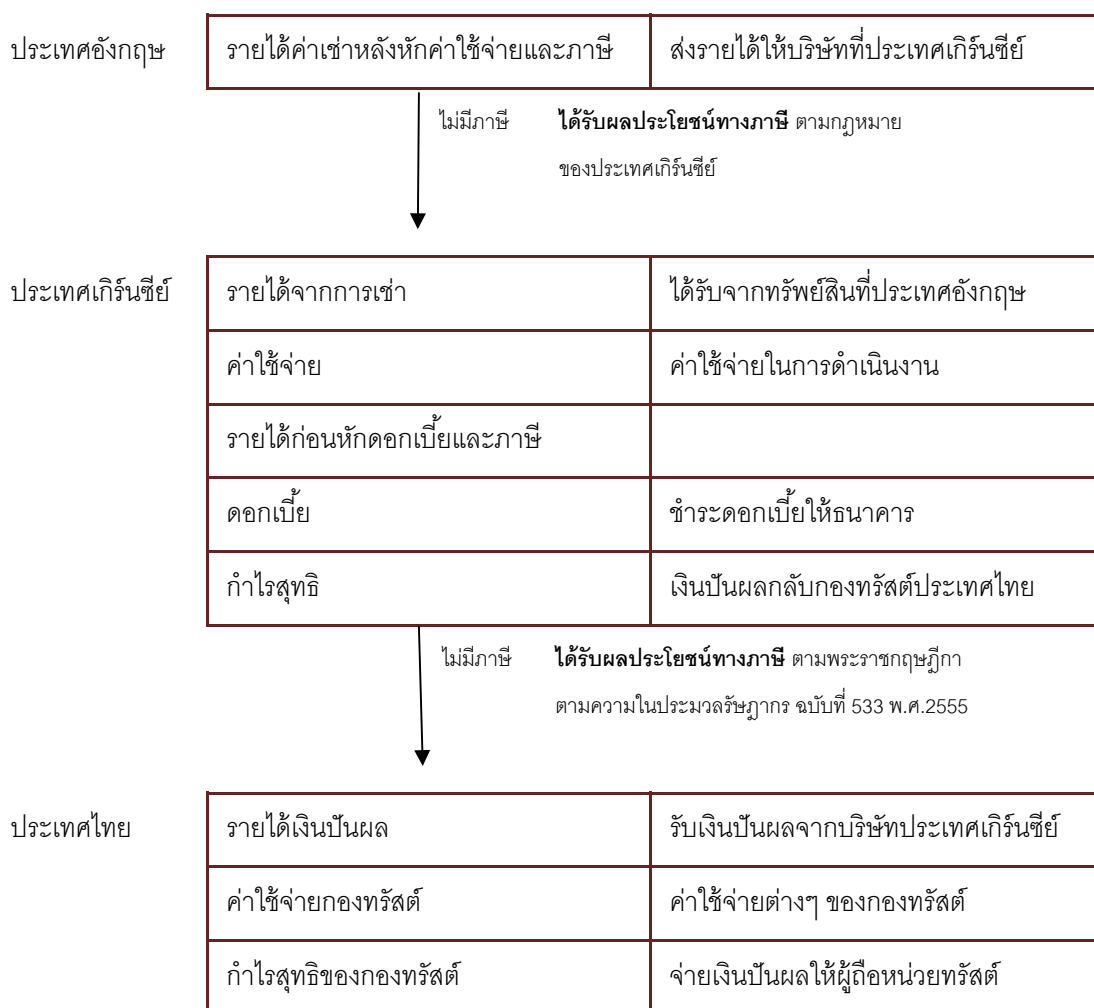 ประเทศอังกฤษ รายได้ค่าเช่าหลังหักค่าใช้จ่ายและภาษี ส่งรายได้ให้บริษัทที่ประเทศเกิร์นซีย์
ไม่มีภาษี ได้รับผลประโยชน์ทางภาษี ตามกฎหมาย
ของประเทศเกิร์นซีย์
ประเทศเกิร์นซีย์ รายได้จากการเช่า ได้รับจากทรัพย์สินที่ประเทศอังกฤษ
ค่าใช้จ่าย ค่าใช้จ่ายในการดำเนินงาน
รายได้ก่อนหักดอกเบี้ยและภาษี
ดอกเบี้ย ชำระดอกเบี้ยให้ธนาคาร
กำไรสุทธิ เงินปันผลกลับกองทรัสต์ประเทศไทย
ไม่มีภาษี ได้รับผลประโยชน์ทางภาษี ตามพระราชกฤษฎีกา
ตามความในประมวลรัษฎากร ฉบับที่ 533 พ.ศ.2555
ประเทศไทย รายได้เงินปันผล รับเงินปันผลจากบริษัทประเทศเกิร์นซีย์
ค่าใช้จ่ายกองทรัสต์ ค่าใช้จ่ายต่างๆ ของกองทรัสต์
กำไรสุทธิของกองทรัสต์ จ่ายเงินปันผลให้ผู้ถือหน่วยทรัสต์